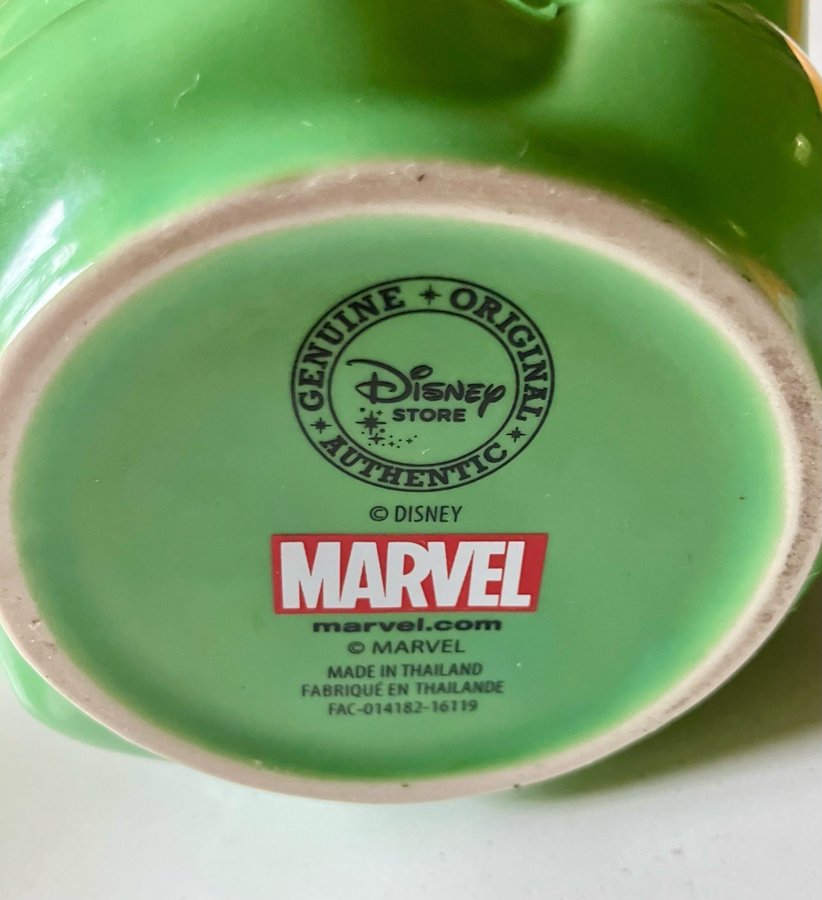 GENUINE ORIGINAL
AUTHENTIC
Disney
STORE
© DISNEY
MARVEL
marvel.com
© MARVEL
MADE IN THAILAND
FABRIQUÉ EN THAILANDE
FAC-014182-16119